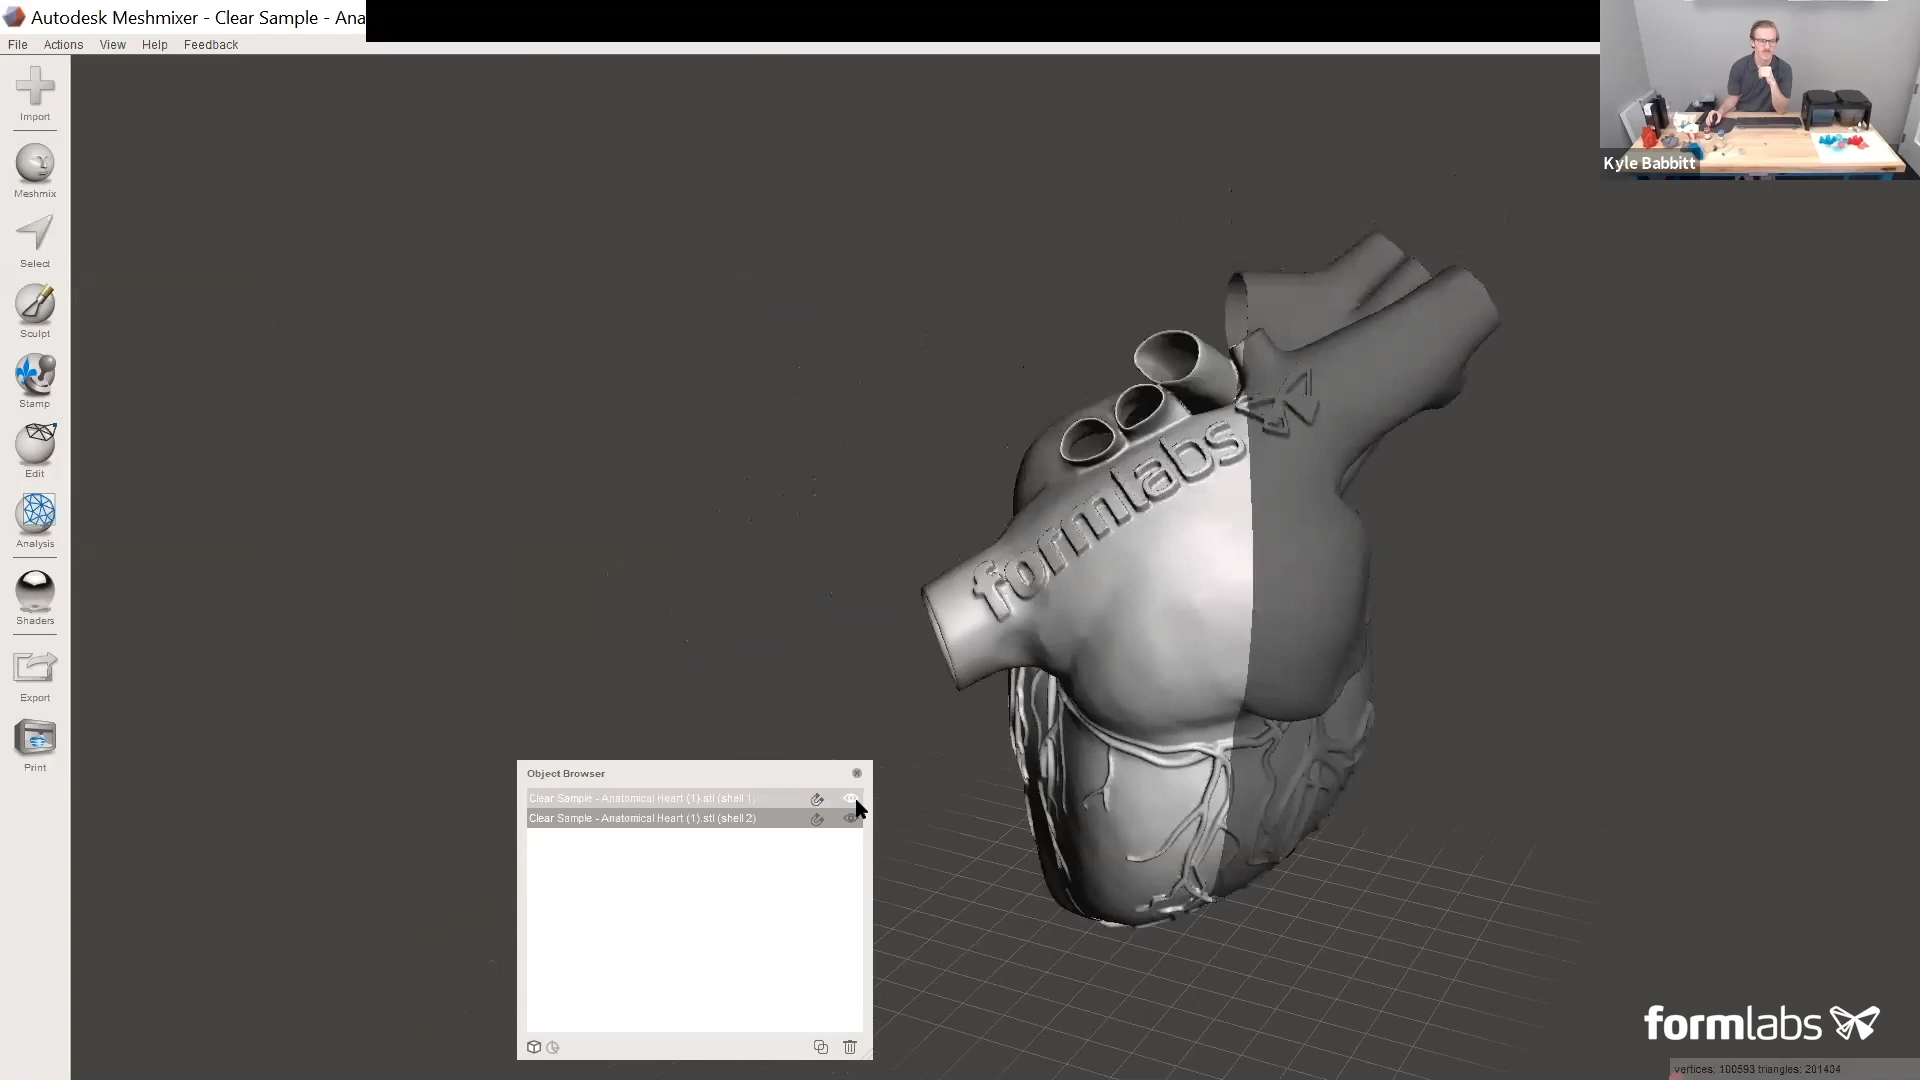 Autodesk Meshmixer - Clear Sample - Ana
File Actions View Help Feedback
Import
Meshmix
Select
Sculpt
Stamp
Edit
Analysis
Shaders
Export
Print
Kyle Babbitt
formlabs
Object Browser
Clear Sample - Anatomical Heart (1).stl (shell 1)
Clear Sample - Anatomical Heart (1).stl (shell 2)
formlabs
vertices: 100593 triangles: 201404